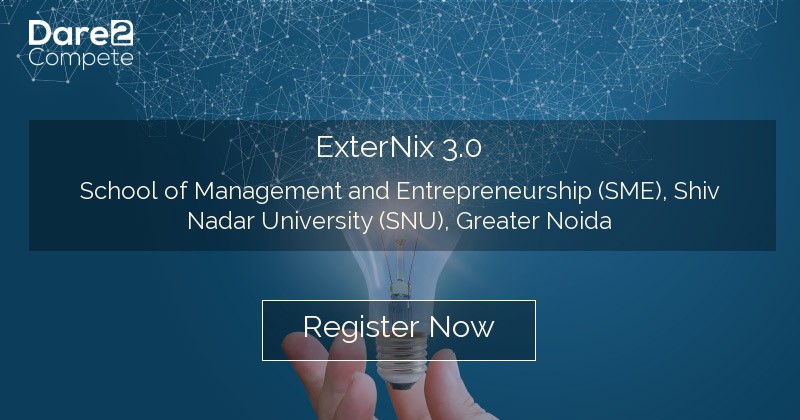 Dare2
Compete
ExterNix 3.0
School of Management and Entrepreneurship (SME), Shiv
Nadar University (SNU), Greater Noida
Register Now